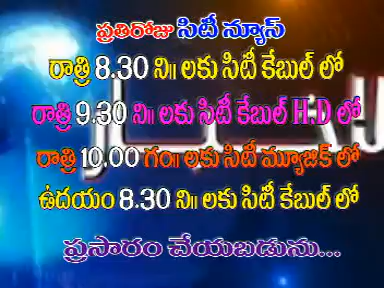 ప్రతిరోజు సిటీ న్యూస్
రాత్రి 8.30 ని॥ లకు సిటీ కేబుల్ లో
రాత్రి 9.30 ని॥ లకు సిటీ కేబుల్ H.D లో
రాత్రి 10.00 గం॥ లకు సిటీ మ్యూజిక్ లో
ఉదయం 8.30 ని॥ లకు సిటీ కేబుల్ లో
ప్రసారం చేయబడును...